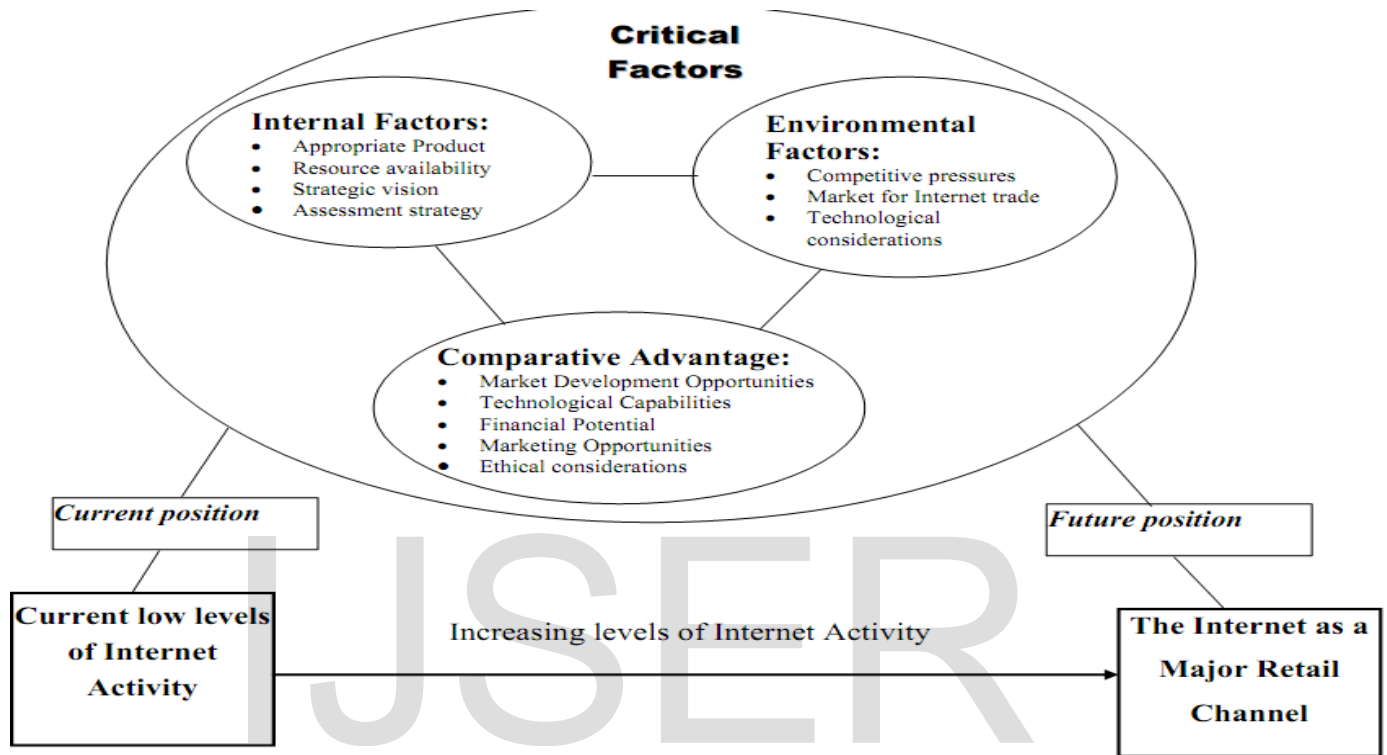 Critical
Factors
Internal Factors:
• Appropriate Product
• Resource availability
• Strategic vision
• Assessment strategy
Environmental
Factors:
• Competitive pressures
• Market for Internet trade
• Technological
considerations
Comparative Advantage:
• Market Development Opportunities
• Technological Capabilities
• Financial Potential
• Marketing Opportunities
• Ethical considerations
Current position
Future position
Current low levels
of Internet
Activity
Increasing levels of Internet Activity
The Internet as a
Major Retail
Channel
IJSER